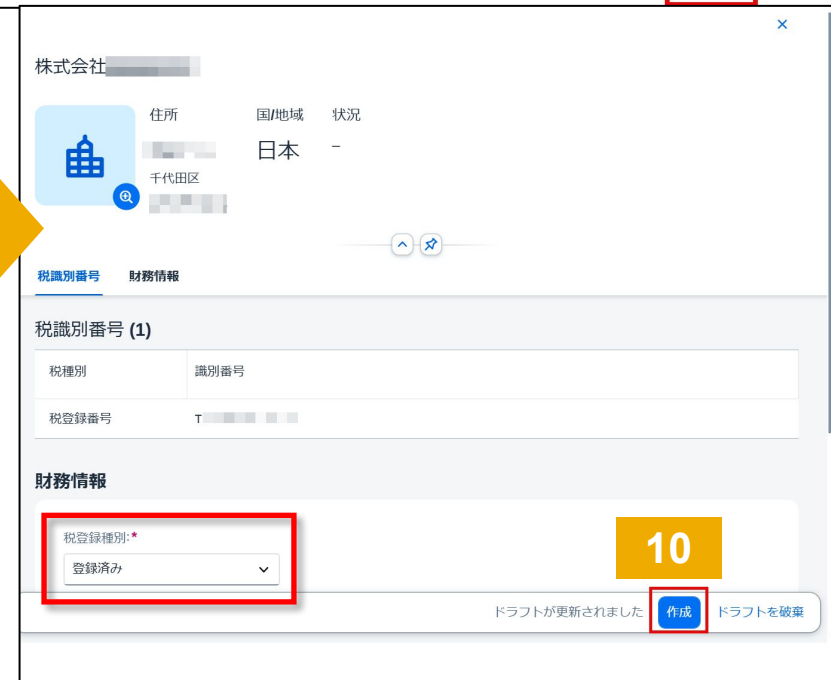 株式会社
住所 国/地域 状況
日本 –
千代田区
税識別番号 財務情報
税識別番号 (1)
税種別 識別番号
税登録番号 T
財務情報
税登録種別:*
登録済み
10
ドラフトが更新されました 作成 ドラフトを破棄